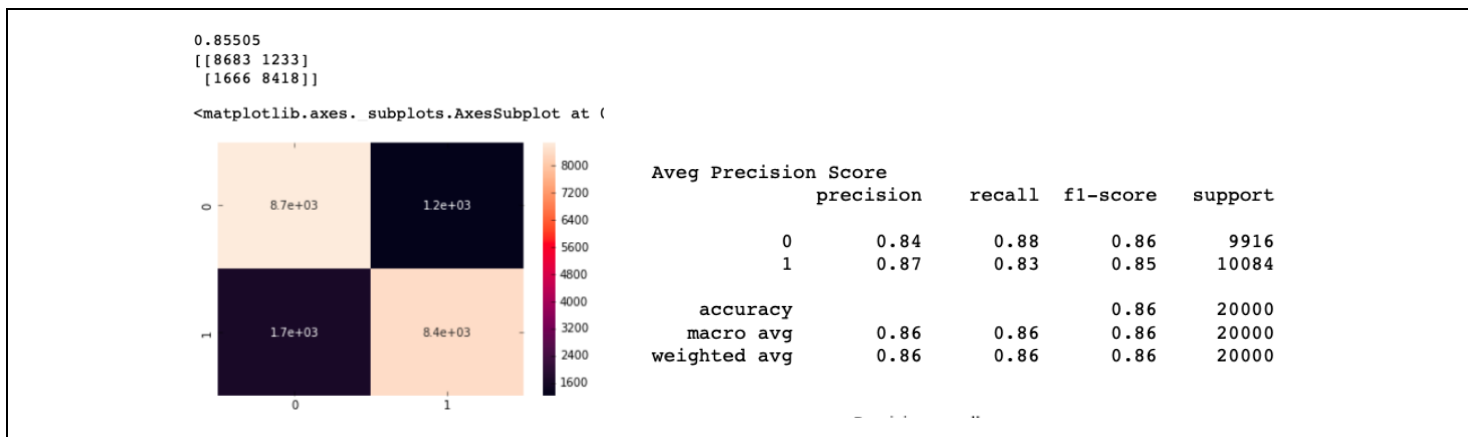 0.85505
[[8683 1233]
[1666 8418]]
<matplotlib.axes._subplots.AxesSubplot at (
0
8.7e+03 1.2e+03
1
1.7e+03 8.4e+03
0 1
8000
7200
6400
5600
4800
4000
3200
2400
1600
Aveg Precision Score
precision recall f1-score support
0 0.84 0.88 0.86 9916
1 0.87 0.83 0.85 10084
accuracy 0.86 20000
macro avg 0.86 0.86 0.86 20000
weighted avg 0.86 0.86 0.86 20000